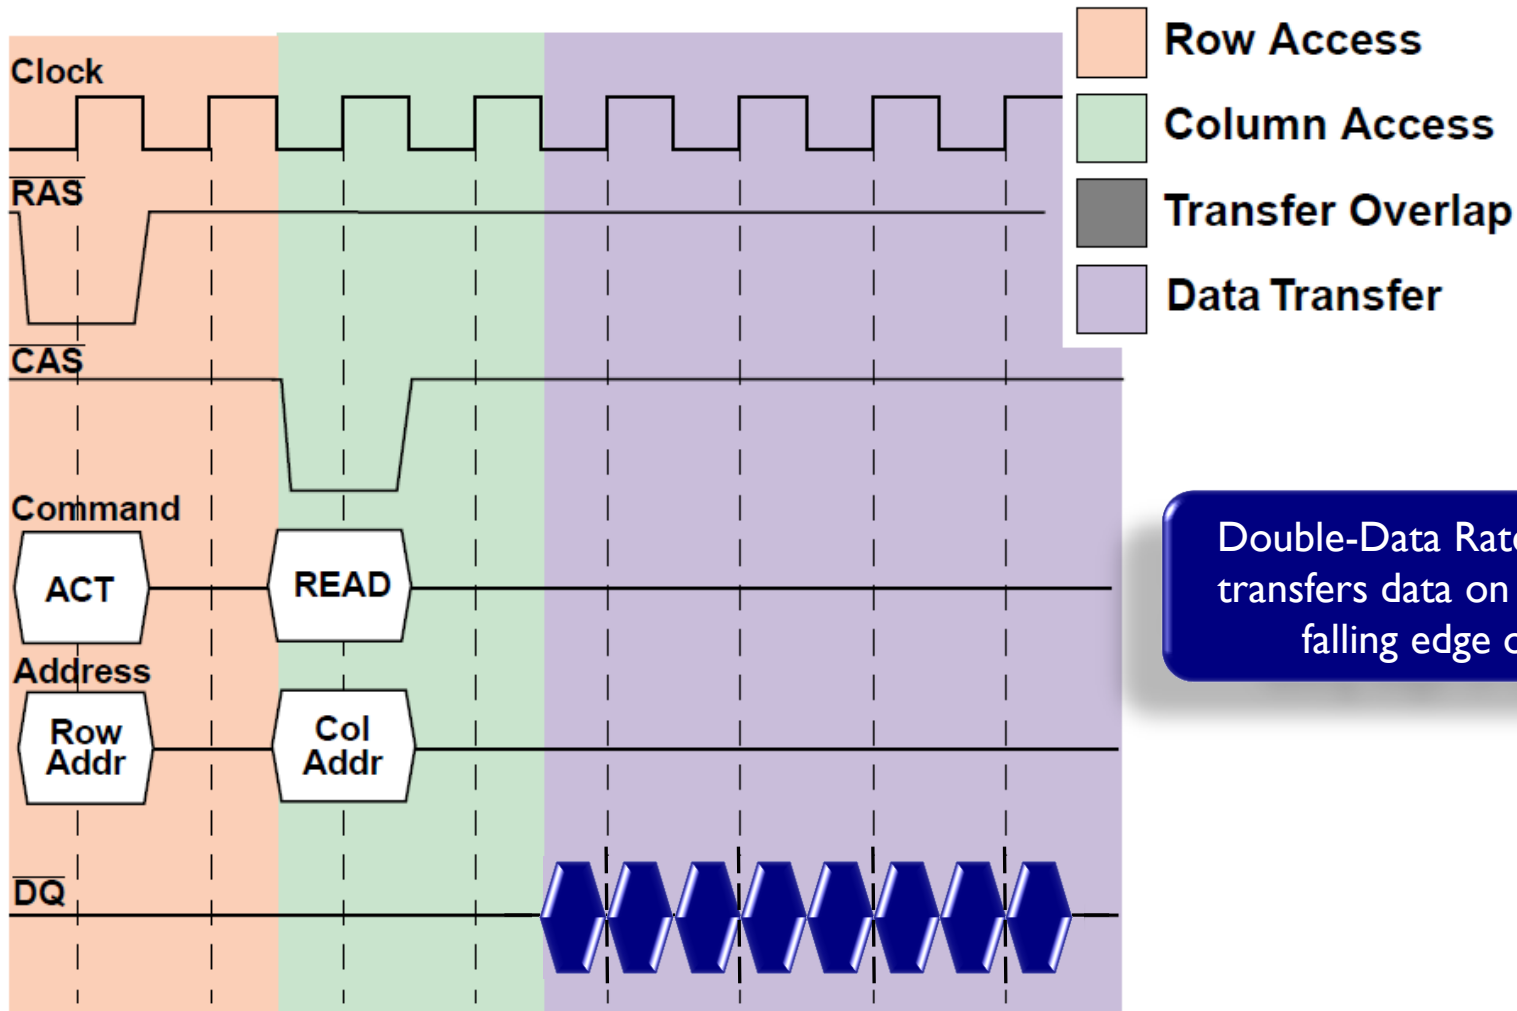 Clock
RAS
CAS
Command
ACT
READ
Address
Row
Addr
Col
Addr
DQ
Row Access
Column Access
Transfer Overlap
Data Transfer
Double-Data Rate
transfers data on
falling edge